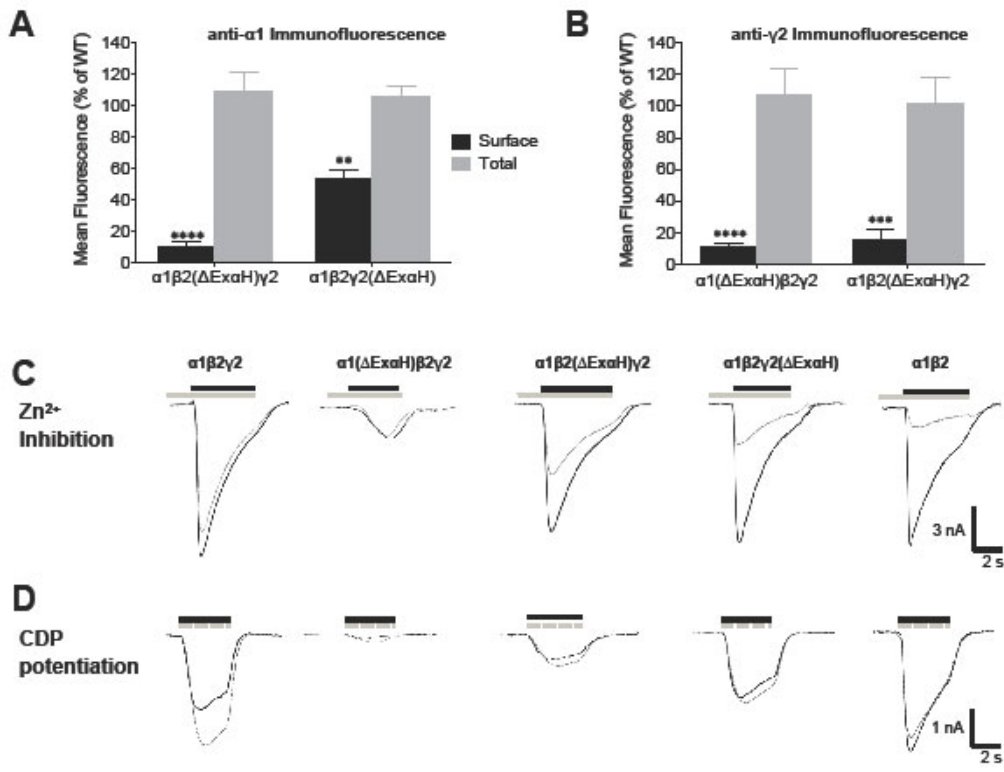 A
anti-α1 Immunofluorescence
Mean Fluorescence (% of WT)
140
120
100
80
60
40
20
0
****
**
α1β2(ΔExαH)γ2
α1β2γ2(ΔExαH)
Surface
Total
B
anti-γ2 Immunofluorescence
Mean Fluorescence (% of WT)
140
120
100
80
60
40
20
0
****
***
α1(ΔExαH)β2γ2
α1β2(ΔExαH)γ2
C
Zn²⁺
Inhibition
α1β2γ2
α1(ΔExαH)β2γ2
α1β2(ΔExαH)γ2
α1β2γ2(ΔExαH)
α1β2
3 nA
2 s
D
CDP
potentiation
1 nA
2 s